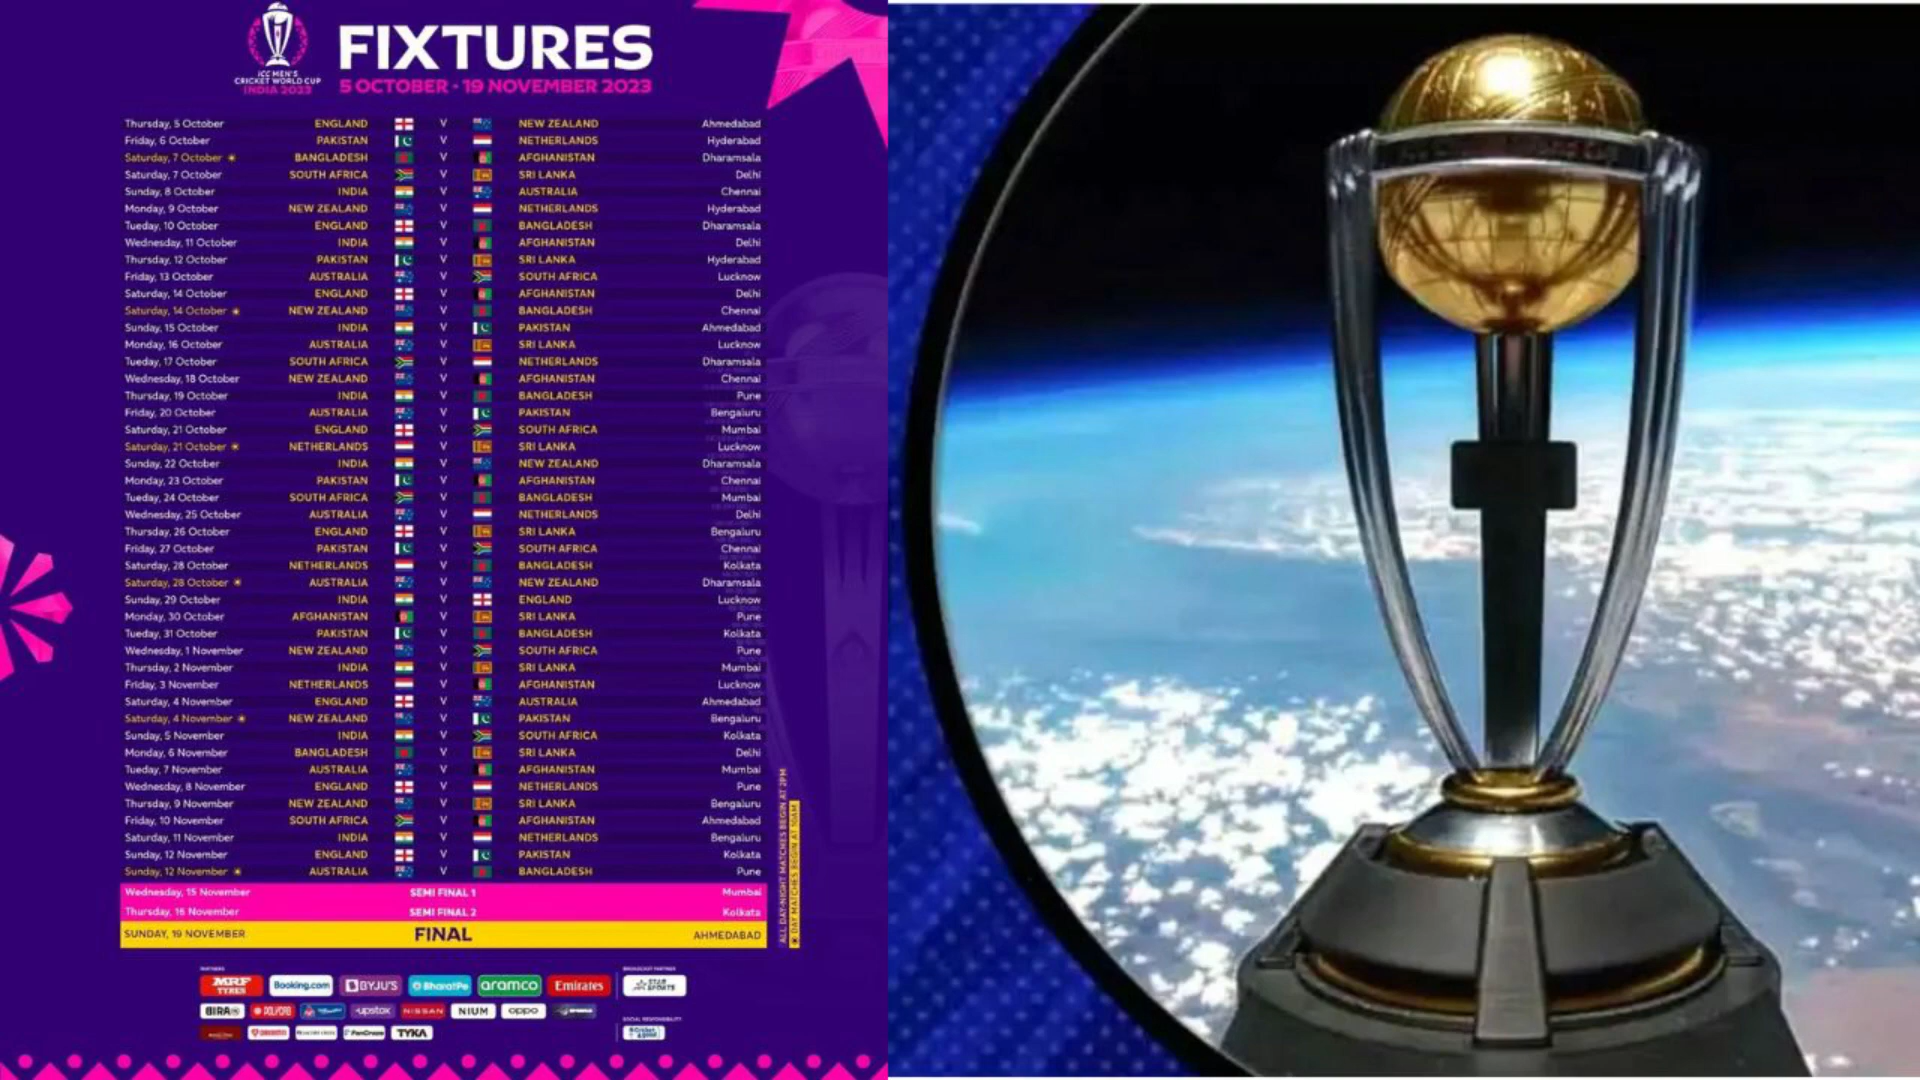 ICC MEN'S
CRICKET WORLD CUP
INDIA 2023
FIXTURES
5 OCTOBER - 19 NOVEMBER 2023
Thursday, 5 October ENGLAND V NEW ZEALAND Ahmedabad
Friday, 6 October PAKISTAN V NETHERLANDS Hyderabad
Saturday, 7 October BANGLADESH V AFGHANISTAN Dharamsala
Saturday, 7 October SOUTH AFRICA V SRI LANKA Delhi
Sunday, 8 October INDIA V AUSTRALIA Chennai
Monday, 9 October NEW ZEALAND V NETHERLANDS Hyderabad
Tueday, 10 October ENGLAND V BANGLADESH Dharamsala
Wednesday, 11 October INDIA V AFGHANISTAN Delhi
Thursday, 12 October PAKISTAN V SRI LANKA Hyderabad
Friday, 13 October AUSTRALIA V SOUTH AFRICA Lucknow
Saturday, 14 October ENGLAND V AFGHANISTAN Delhi
Saturday, 14 October NEW ZEALAND V BANGLADESH Chennai
Sunday, 15 October INDIA V PAKISTAN Ahmedabad
Monday, 16 October AUSTRALIA V SRI LANKA Lucknow
Tueday, 17 October SOUTH AFRICA V NETHERLANDS Dharamsala
Wednesday, 18 October NEW ZEALAND V AFGHANISTAN Chennai
Thursday, 19 October INDIA V BANGLADESH Pune
Friday, 20 October AUSTRALIA V PAKISTAN Bengaluru
Saturday, 21 October ENGLAND V SOUTH AFRICA Mumbai
Saturday, 21 October NETHERLANDS V SRI LANKA Lucknow
Sunday, 22 October INDIA V NEW ZEALAND Dharamsala
Monday, 23 October PAKISTAN V AFGHANISTAN Chennai
Tueday, 24 October SOUTH AFRICA V BANGLADESH Mumbai
Wednesday, 25 October AUSTRALIA V NETHERLANDS Delhi
Thursday, 26 October ENGLAND V SRI LANKA Bengaluru
Friday, 27 October PAKISTAN V SOUTH AFRICA Chennai
Saturday, 28 October NETHERLANDS V BANGLADESH Kolkata
Saturday, 28 October AUSTRALIA V NEW ZEALAND Dharamsala
Sunday, 29 October INDIA V ENGLAND Lucknow
Monday, 30 October AFGHANISTAN V SRI LANKA Pune
Tueday, 31 October PAKISTAN V BANGLADESH Kolkata
Wednesday, 1 November NEW ZEALAND V SOUTH AFRICA Pune
Thursday, 2 November INDIA V SRI LANKA Mumbai
Friday, 3 November NETHERLANDS V AFGHANISTAN Lucknow
Saturday, 4 November ENGLAND V AUSTRALIA Ahmedabad
Saturday, 4 November NEW ZEALAND V PAKISTAN Bengaluru
Sunday, 5 November INDIA V SOUTH AFRICA Kolkata
Monday, 6 November BANGLADESH V SRI LANKA Delhi
Tueday, 7 November AUSTRALIA V AFGHANISTAN Mumbai
Wednesday, 8 November ENGLAND V NETHERLANDS Pune
Thursday, 9 November NEW ZEALAND V SRI LANKA Bengaluru
Friday, 10 November SOUTH AFRICA V AFGHANISTAN Ahmedabad
Saturday, 11 November INDIA V NETHERLANDS Bengaluru
Sunday, 12 November ENGLAND V PAKISTAN Kolkata
Sunday, 12 November AUSTRALIA V BANGLADESH Pune
Wednesday, 15 November SEMI FINAL 1 Mumbai
Thursday, 16 November SEMI FINAL 2 Kolkata
SUNDAY, 19 NOVEMBER FINAL AHMEDABAD
ALL DAY-NIGHT MATCHES BEGIN AT 2PM
DAY MATCHES BEGIN AT 10AM
PARTNERS BROADCAST PARTNER
MRF TYRES Booking.com BYJU'S BharatPe aramco Emirates STAR SPORTS
BIRA91 POLYCAB upstox NISSAN NIUM oppo
SOCIAL RESPONSIBILITY
FanCraze TYKA